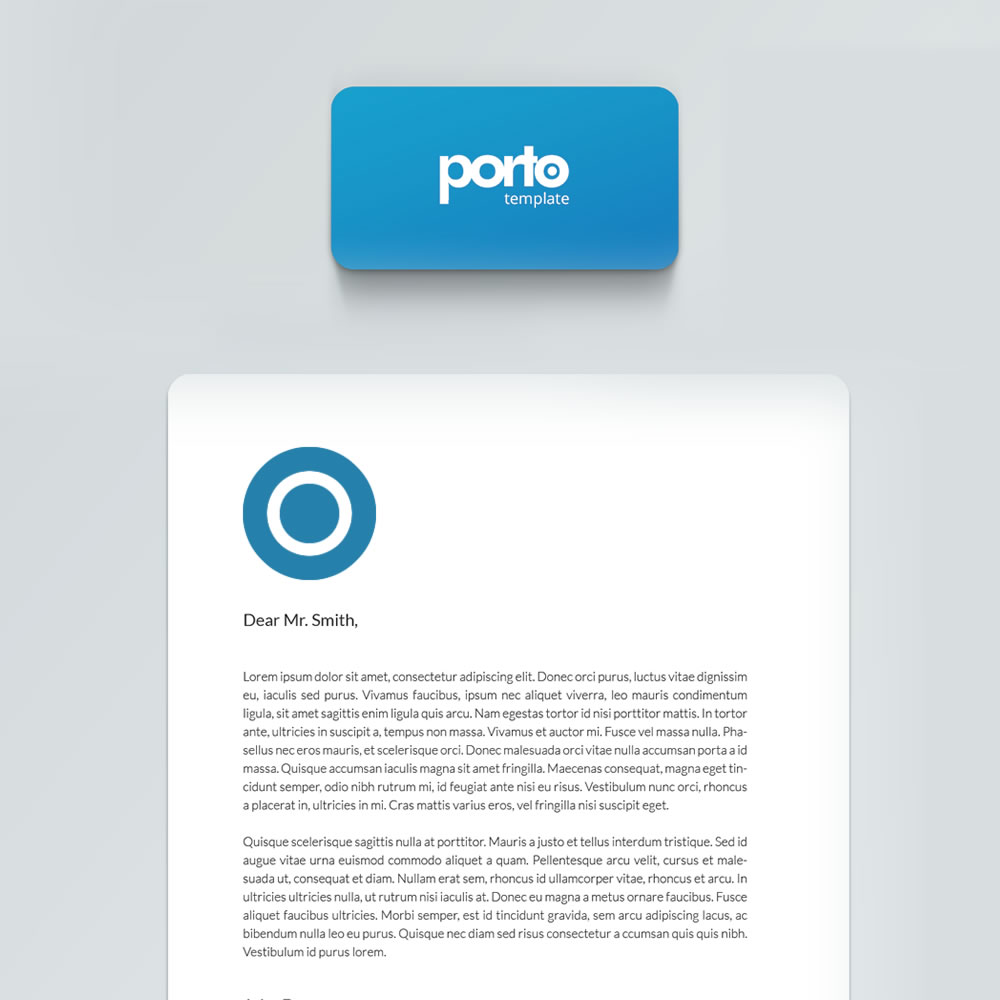 porto
template
Dear Mr. Smith,
Lorem ipsum dolor sit amet, consectetur adipiscing elit. Donec orci purus, luctus vitae dignissim
eu, iaculis sed purus. Vivamus faucibus, ipsum nec aliquet viverra, leo mauris condimentum
ligula, sit amet sagittis enim ligula quis arcu. Nam egestas tortor id nisi porttitor mattis. In tortor
ante, ultricies in suscipit a, tempus non massa. Vivamus et auctor mi. Fusce vel massa nulla. Pha-
sellus nec eros mauris, et scelerisque orci. Donec malesuada orci vitae nulla accumsan porta a id
massa. Quisque accumsan iaculis magna sit amet fringilla. Maecenas consequat, magna eget tin-
cidunt semper, odio nibh rutrum mi, id feugiat ante nisi eu risus. Vestibulum nunc orci, rhoncus
a placerat in, ultricies in mi. Cras mattis varius eros, vel fringilla nisi suscipit eget.
Quisque scelerisque sagittis nulla at porttitor. Mauris a justo et tellus interdum tristique. Sed id
augue vitae urna euismod commodo aliquet a quam. Pellentesque arcu velit, cursus et male-
suada ut, consequat et diam. Nullam erat sem, rhoncus id ullamcorper vitae, rhoncus et arcu. In
ultricies ultricies nulla, ut rutrum nisi iaculis at. Donec eu magna a metus ornare faucibus. Fusce
aliquet faucibus ultricies. Morbi semper, est id tincidunt gravida, sem arcu adipiscing lacus, ac
bibendum nulla leo eu purus. Quisque nec diam sed risus consectetur a ccumsan quis quis nibh.
Vestibulum id purus lorem.